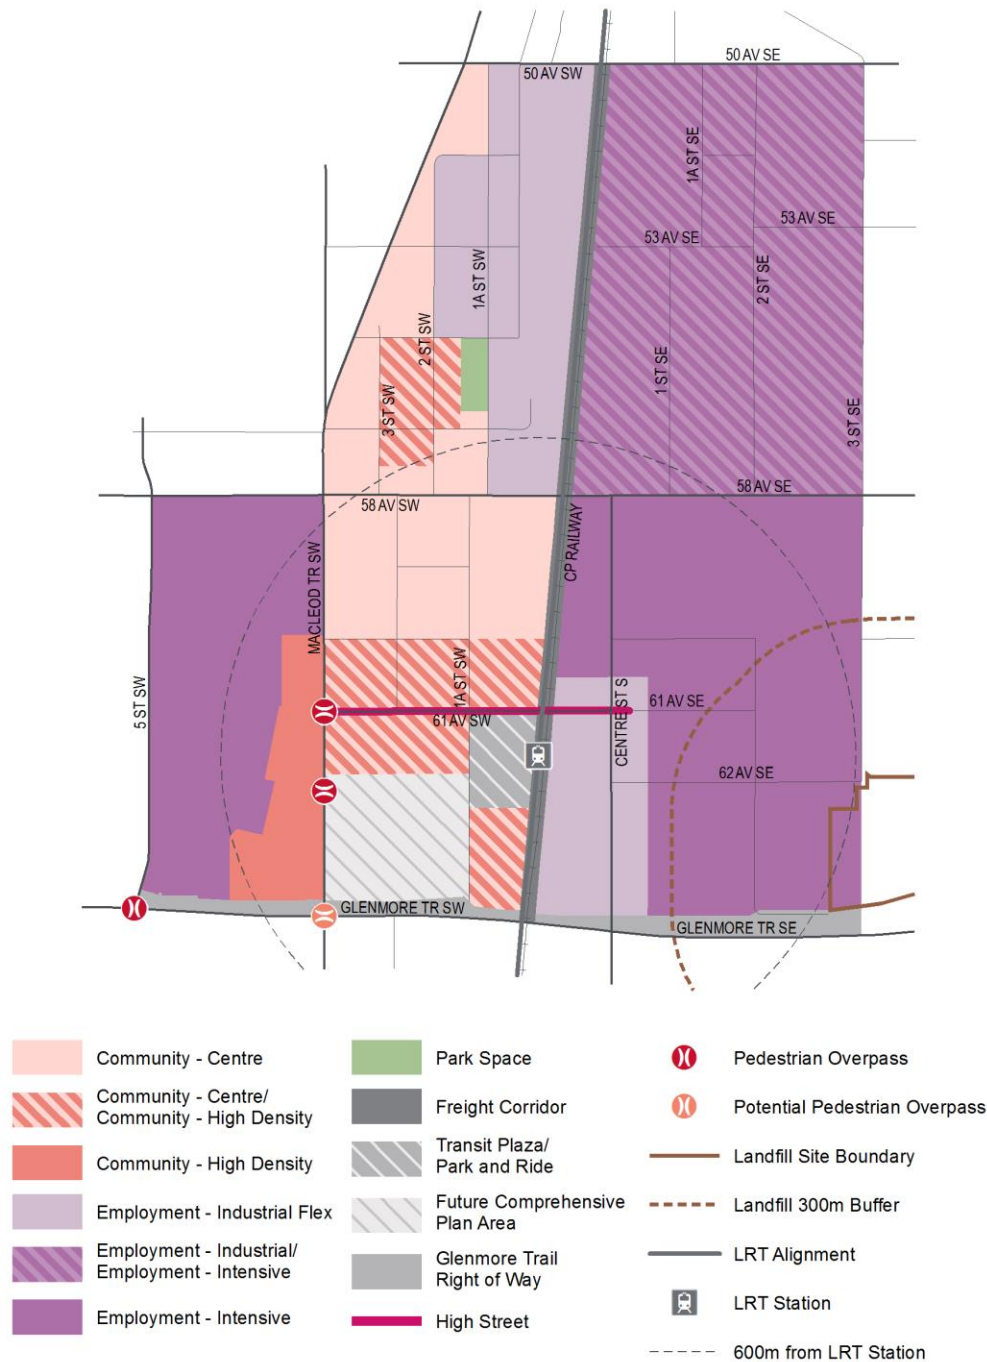 50 AV SE
50 AV SW
1A ST SE
53 AV SE
53 AV SE
1A ST SW
2 ST SE
2 ST SW
1 ST SE
3 ST SW
3 ST SE
58 AV SE
58 AV SW
CP RAILWAY
MACLEOD TR SW
5 ST SW
1A ST SW
CENTRE ST S
61 AV SE
61 AV SW
62 AV SE
GLENMORE TR SW
GLENMORE TR SE
Community - Centre
Community - Centre/
Community - High Density
Community - High Density
Employment - Industrial Flex
Employment - Industrial/
Employment - Intensive
Employment - Intensive
Park Space
Freight Corridor
Transit Plaza/
Park and Ride
Future Comprehensive
Plan Area
Glenmore Trail
Right of Way
High Street
Pedestrian Overpass
Potential Pedestrian Overpass
Landfill Site Boundary
Landfill 300m Buffer
LRT Alignment
LRT Station
600m from LRT Station